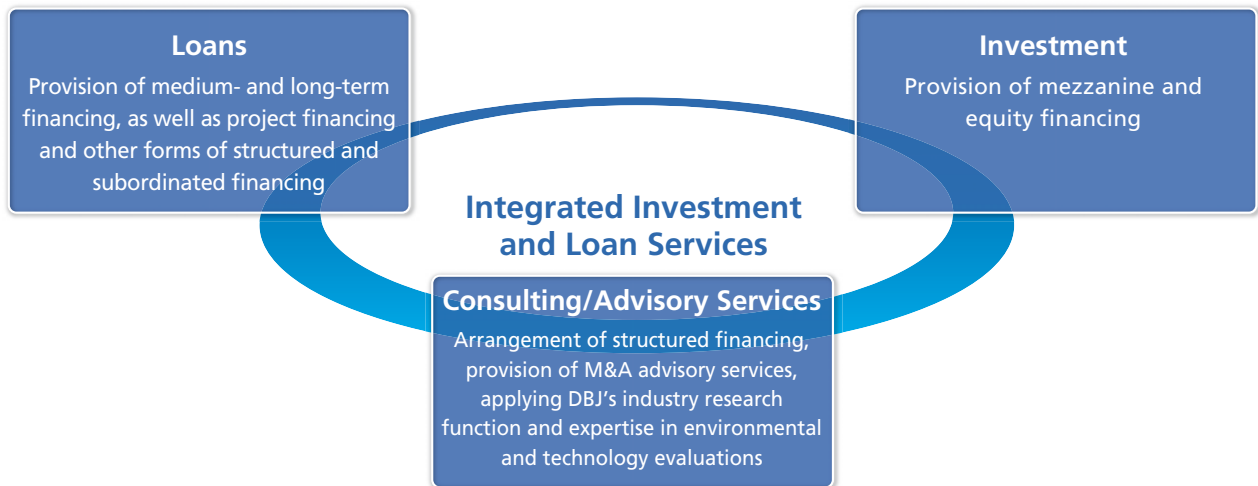 Loans
Provision of medium- and long-term
financing, as well as project financing
and other forms of structured and
subordinated financing
Investment
Provision of mezzanine and
equity financing
Integrated Investment
and Loan Services
Consulting/Advisory Services
Arrangement of structured financing,
provision of M&A advisory services,
applying DBJ’s industry research
function and expertise in environmental
and technology evaluations